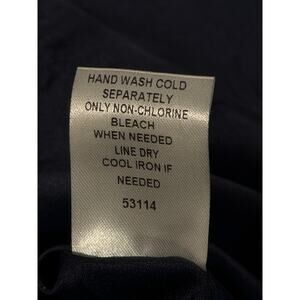 HAND WASH COLD
SEPARATELY
ONLY NON-CHLORINE
BLEACH
WHEN NEEDED
LINE DRY
COOL IRON IF
NEEDED
53114